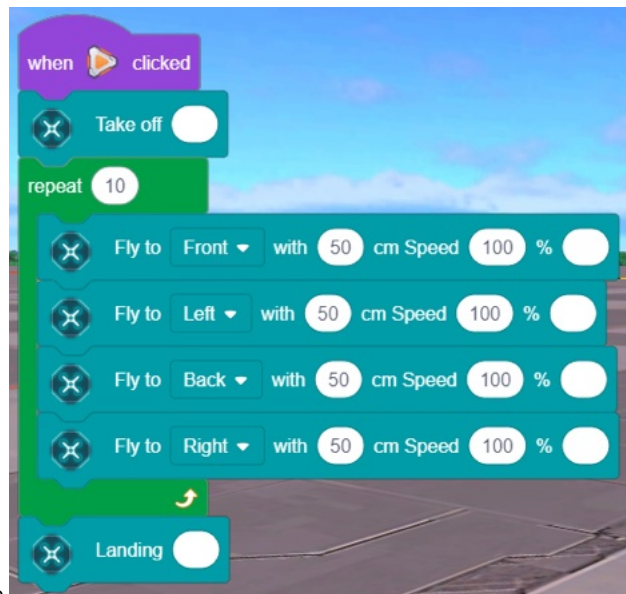 when clicked
Take off
repeat 10
Fly to Front with 50 cm Speed 100 %
Fly to Left with 50 cm Speed 100 %
Fly to Back with 50 cm Speed 100 %
Fly to Right with 50 cm Speed 100 %
Landing